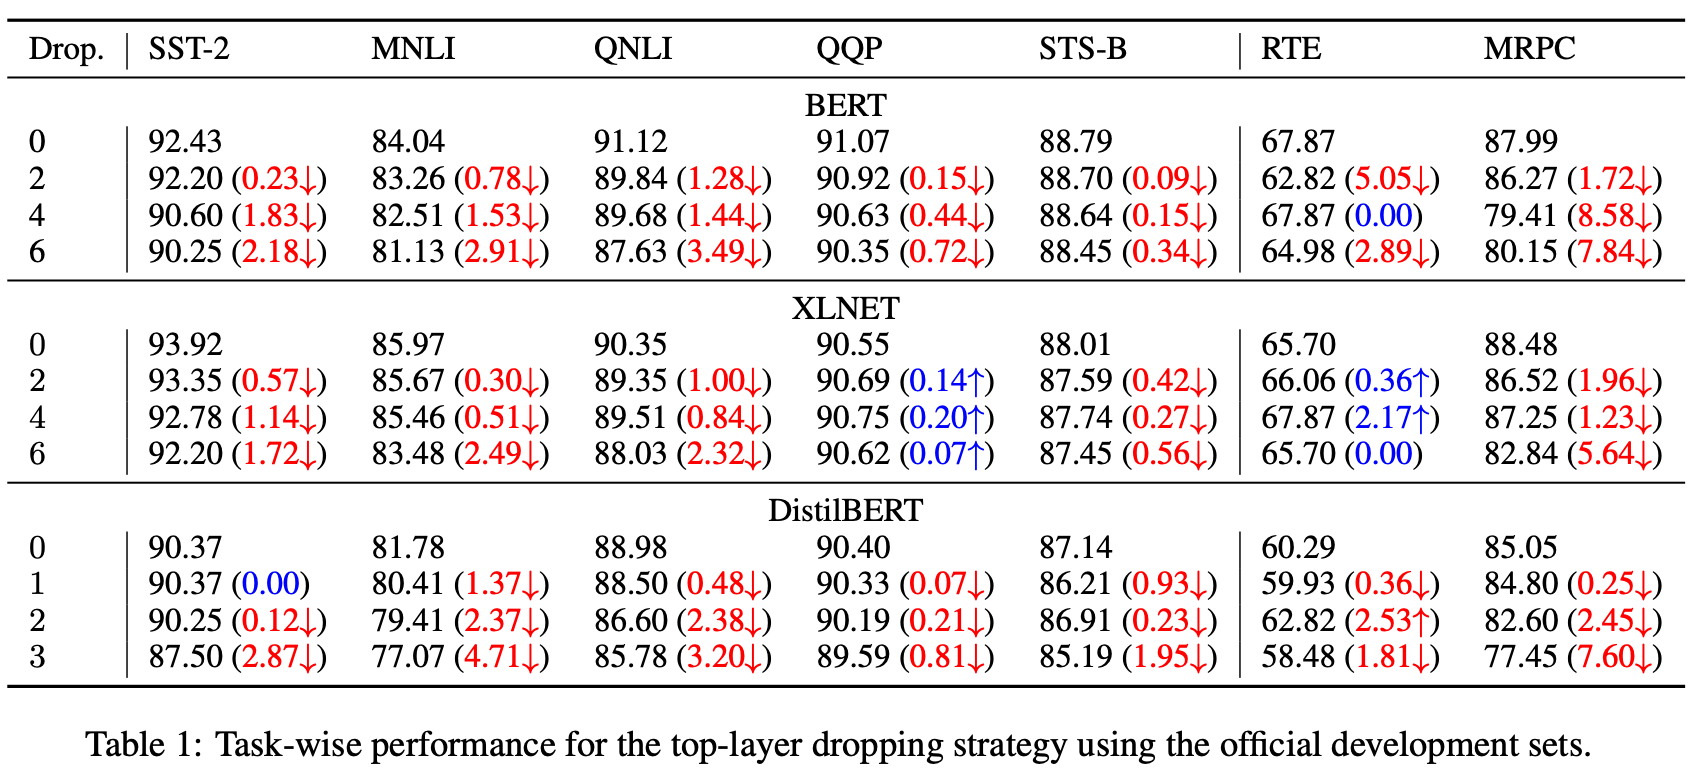 Drop. SST-2 MNLI QNLI QQP STS-B RTE MRPC
BERT
0 92.43 84.04 91.12 91.07 88.79 67.87 87.99
2 92.20 (0.23↓) 83.26 (0.78↓) 89.84 (1.28↓) 90.92 (0.15↓) 88.70 (0.09↓) 62.82 (5.05↓) 86.27 (1.72↓)
4 90.60 (1.83↓) 82.51 (1.53↓) 89.68 (1.44↓) 90.63 (0.44↓) 88.64 (0.15↓) 67.87 (0.00) 79.41 (8.58↓)
6 90.25 (2.18↓) 81.13 (2.91↓) 87.63 (3.49↓) 90.35 (0.72↓) 88.45 (0.34↓) 64.98 (2.89↓) 80.15 (7.84↓)
XLNET
0 93.92 85.97 90.35 90.55 88.01 65.70 88.48
2 93.35 (0.57↓) 85.67 (0.30↓) 89.35 (1.00↓) 90.69 (0.14↑) 87.59 (0.42↓) 66.06 (0.36↑) 86.52 (1.96↓)
4 92.78 (1.14↓) 85.46 (0.51↓) 89.51 (0.84↓) 90.75 (0.20↑) 87.74 (0.27↓) 67.87 (2.17↑) 87.25 (1.23↓)
6 92.20 (1.72↓) 83.48 (2.49↓) 88.03 (2.32↓) 90.62 (0.07↑) 87.45 (0.56↓) 65.70 (0.00) 82.84 (5.64↓)
DistilBERT
0 90.37 81.78 88.98 90.40 87.14 60.29 85.05
1 90.37 (0.00) 80.41 (1.37↓) 88.50 (0.48↓) 90.33 (0.07↓) 86.21 (0.93↓) 59.93 (0.36↓) 84.80 (0.25↓)
2 90.25 (0.12↓) 79.41 (2.37↓) 86.60 (2.38↓) 90.19 (0.21↓) 86.91 (0.23↓) 62.82 (2.53↑) 82.60 (2.45↓)
3 87.50 (2.87↓) 77.07 (4.71↓) 85.78 (3.20↓) 89.59 (0.81↓) 85.19 (1.95↓) 58.48 (1.81↓) 77.45 (7.60↓)
Table 1: Task-wise performance for the top-layer dropping strategy using the official development sets.